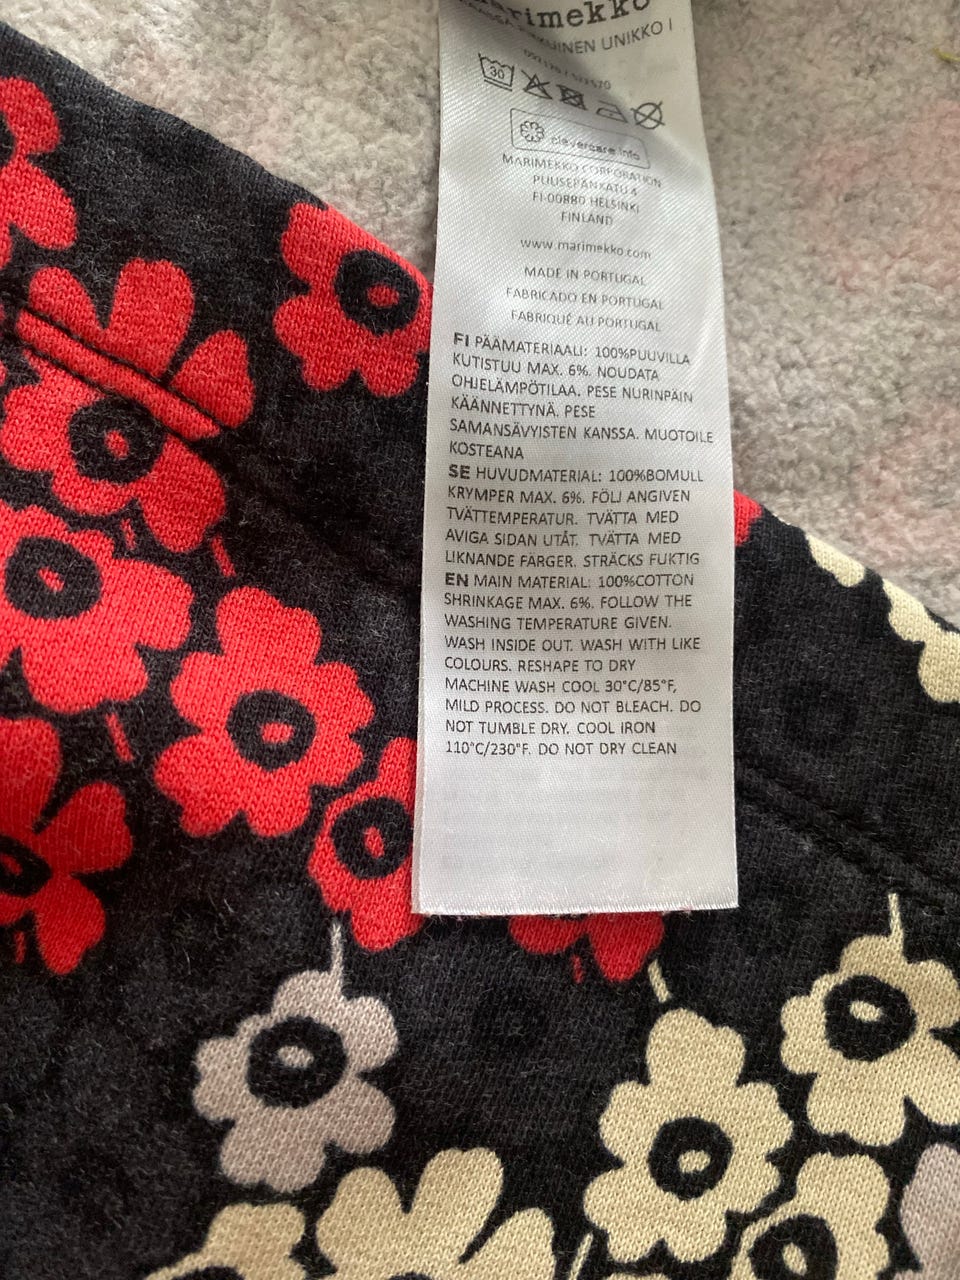 marimekko
UNIKKO I
30
clevercare.info
MARIMEKKO CORPORATION
PUUSEPÄNKATU 4
FI-00880 HELSINKI
FINLAND
www.marimekko.com
MADE IN PORTUGAL
FABRICADO EN PORTUGAL
FABRIQUÉ AU PORTUGAL
FI PÄÄMATERIAALI: 100%PUUVILLA
KUTISTUU MAX. 6%. NOUDATA
OHJELÄMPÖTILAA. PESE NURINPÄIN
KÄÄNNETTYNÄ. PESE
SAMANSÄVYISTEN KANSSA. MUOTOILE
KOSTEANA
SE HUVUDMATERIAL: 100%BOMULL
KRYMPER MAX. 6%. FÖLJ ANGIVEN
TVÄTTEMPERATUR. TVÄTTA MED
AVIGA SIDAN UTÅT. TVÄTTA MED
LIKNANDE FÄRGER. STRÄCKS FUKTIG
EN MAIN MATERIAL: 100%COTTON
SHRINKAGE MAX. 6%. FOLLOW THE
WASHING TEMPERATURE GIVEN.
WASH INSIDE OUT. WASH WITH LIKE
COLOURS. RESHAPE TO DRY
MACHINE WASH COOL 30°C/85°F,
MILD PROCESS. DO NOT BLEACH. DO
NOT TUMBLE DRY. COOL IRON
110°C/230°F. DO NOT DRY CLEAN